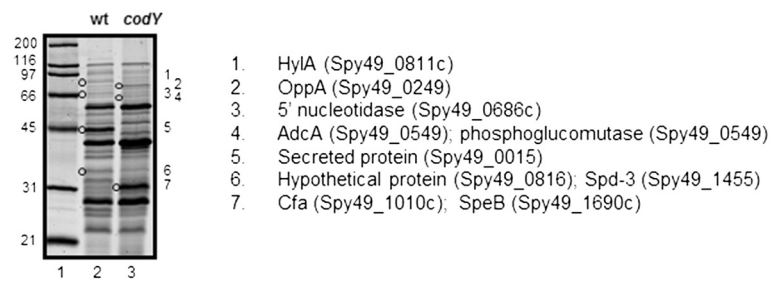 wt codY
200
116
97
66
45
31
21
1
2
3
4
5
6
7
1 2 3
1. HylA (Spy49_0811c)
2. OppA (Spy49_0249)
3. 5' nucleotidase (Spy49_0686c)
4. AdcA (Spy49_0549); phosphoglucomutase (Spy49_0549)
5. Secreted protein (Spy49_0015)
6. Hypothetical protein (Spy49_0816); Spd-3 (Spy49_1455)
7. Cfa (Spy49_1010c); SpeB (Spy49_1690c)